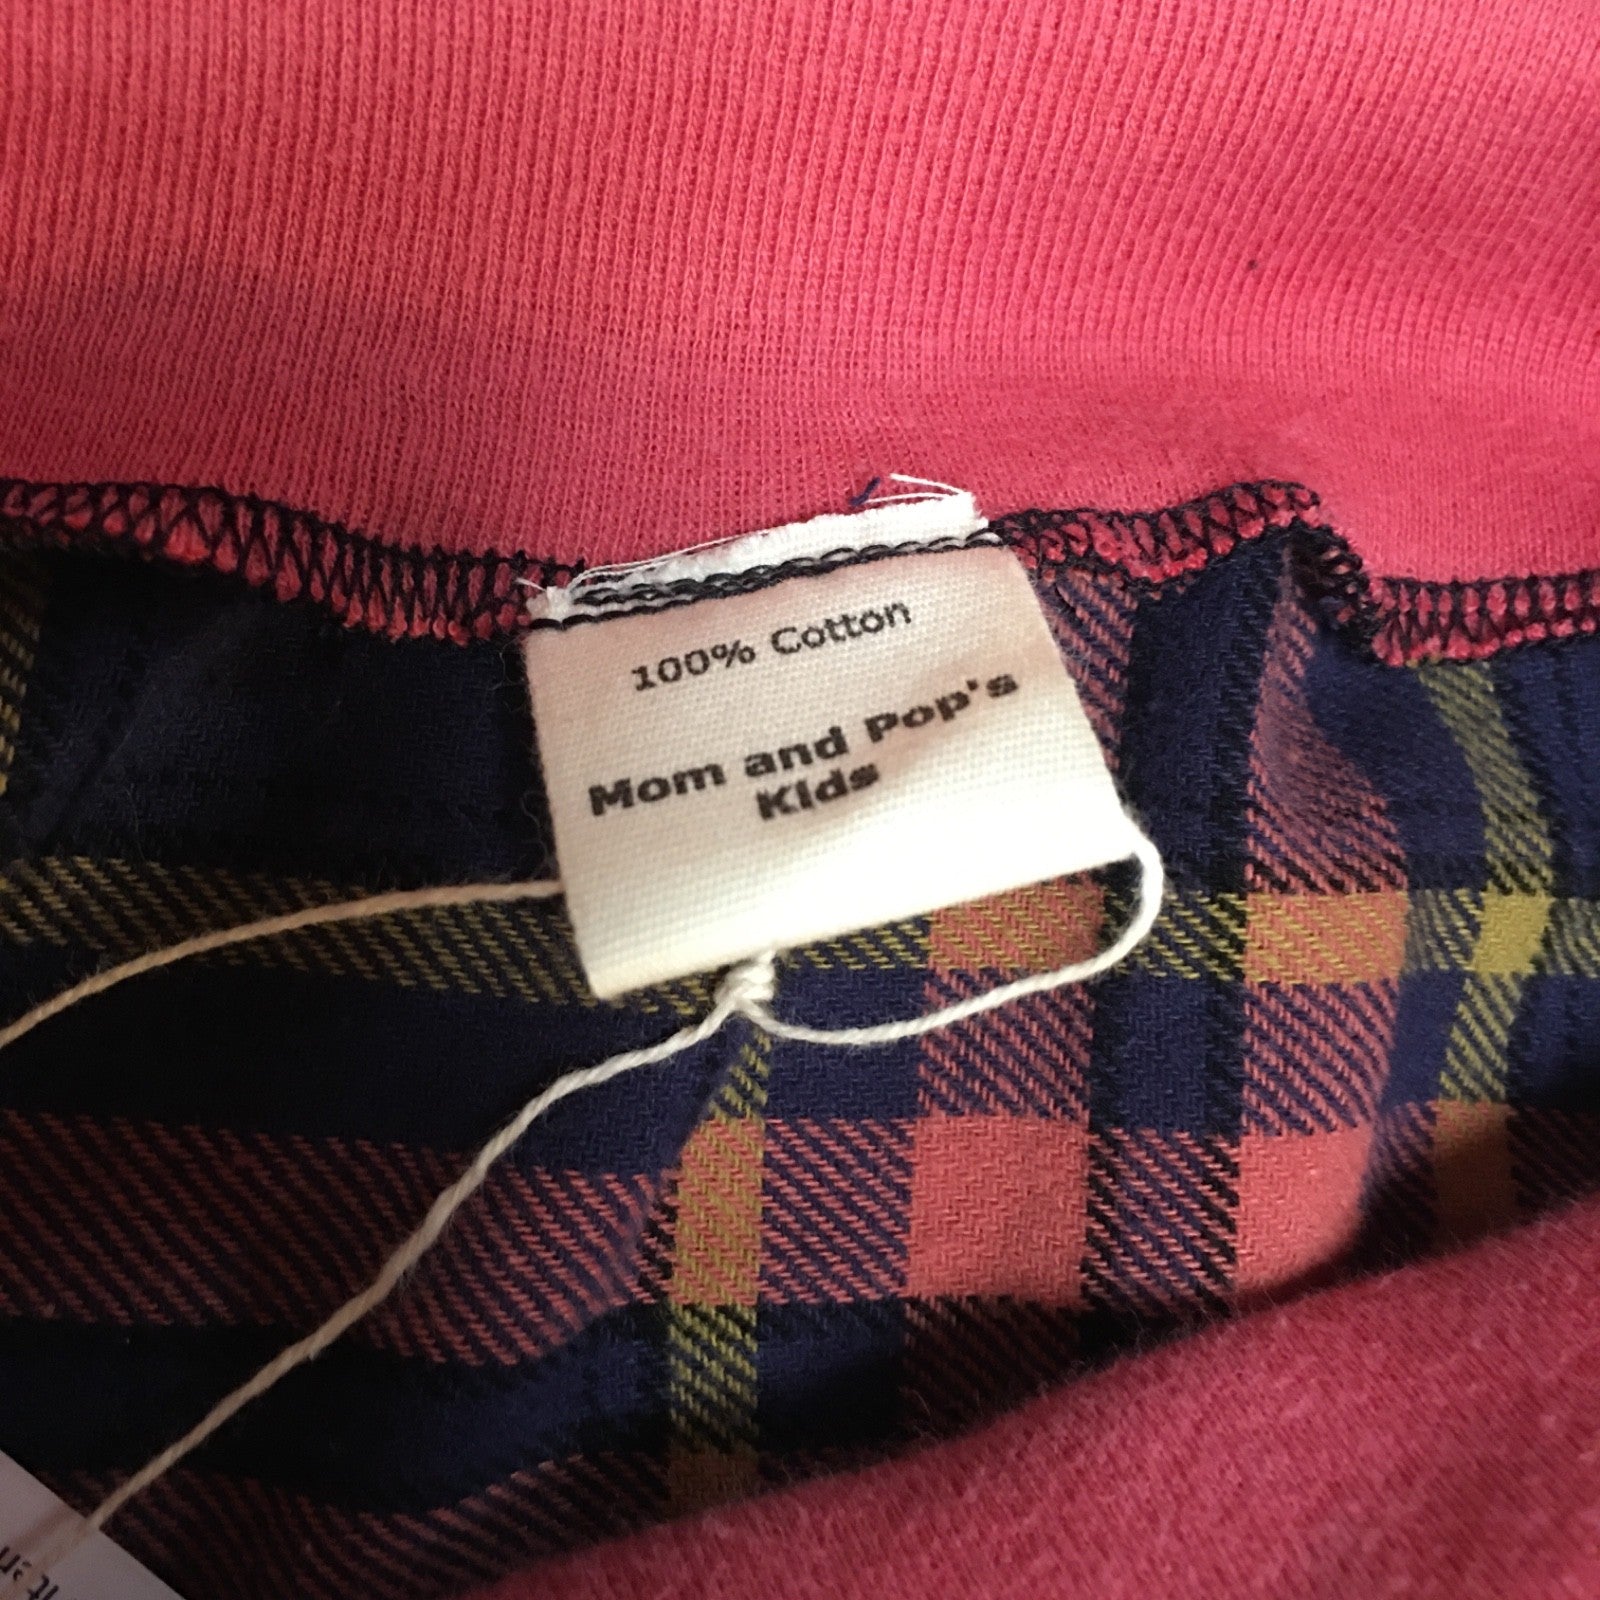 100% Cotton
Mom and Pop's
Kids